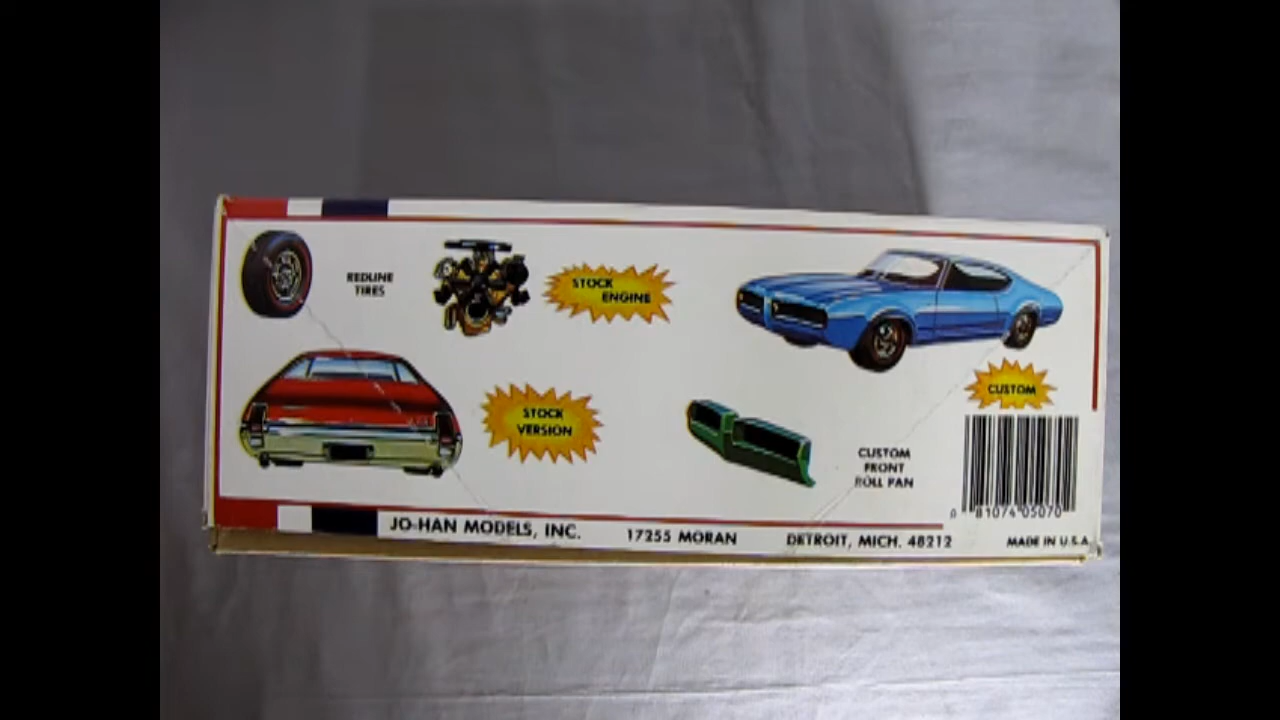 REDLINE
TIRES
STOCK
ENGINE
STOCK
VERSION
CUSTOM
CUSTOM
FRONT
ROLL PAN
0 81074 05070
JO-HAN MODELS, INC. 17255 MORAN DETROIT, MICH. 48212 MADE IN U.S.A.